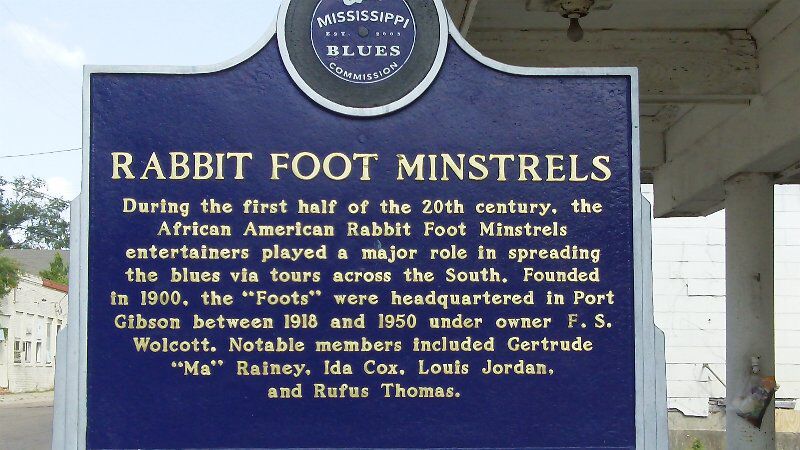 MISSISSIPPI
EST. 2005
BLUES
COMMISSION
RABBIT FOOT MINSTRELS
During the first half of the 20th century, the
African American Rabbit Foot Minstrels
entertainers played a major role in spreading
the blues via tours across the South. Founded
in 1900, the "Foots" were headquartered in Port
Gibson between 1918 and 1950 under owner F. S.
Wolcott. Notable members included Gertrude
"Ma" Rainey, Ida Cox, Louis Jordan,
and Rufus Thomas.